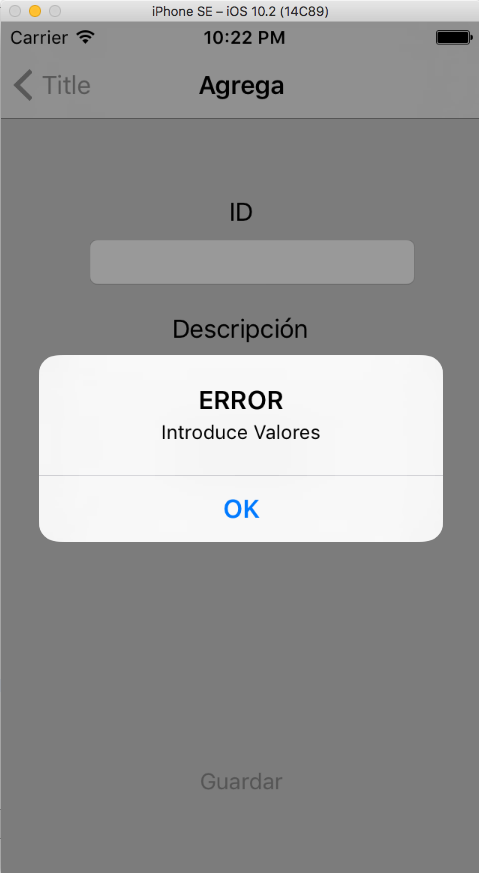 iPhone SE – iOS 10.2 (14C89)
Carrier 10:22 PM
Title Agrega
ID
Descripción
ERROR
Introduce Valores
OK
Guardar